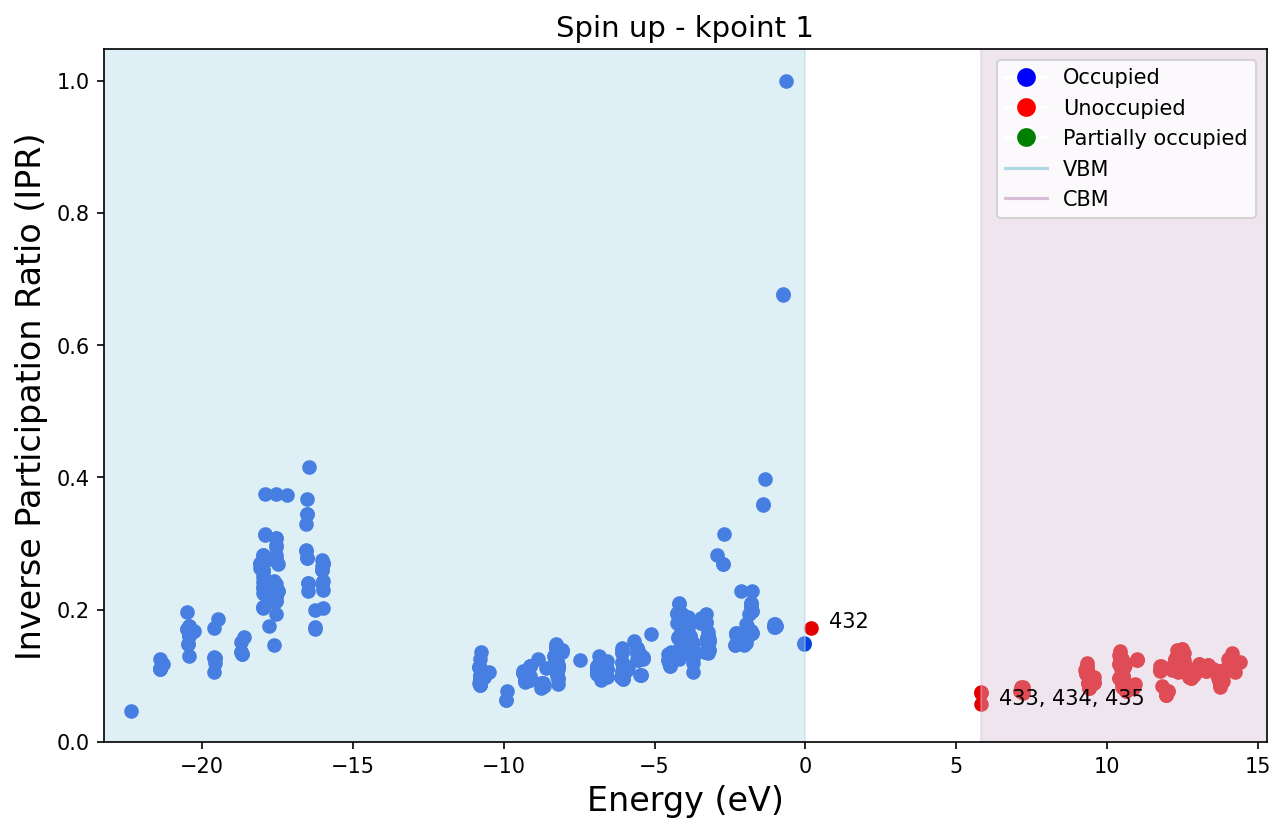 Spin up - kpoint 1
Inverse Participation Ratio (IPR)
1.0
0.8
0.6
0.4
0.2
0.0
Occupied
Unoccupied
Partially occupied
VBM
CBM
432
433, 434, 435
−20
−15
−10
−5
0
5
10
15
Energy (eV)